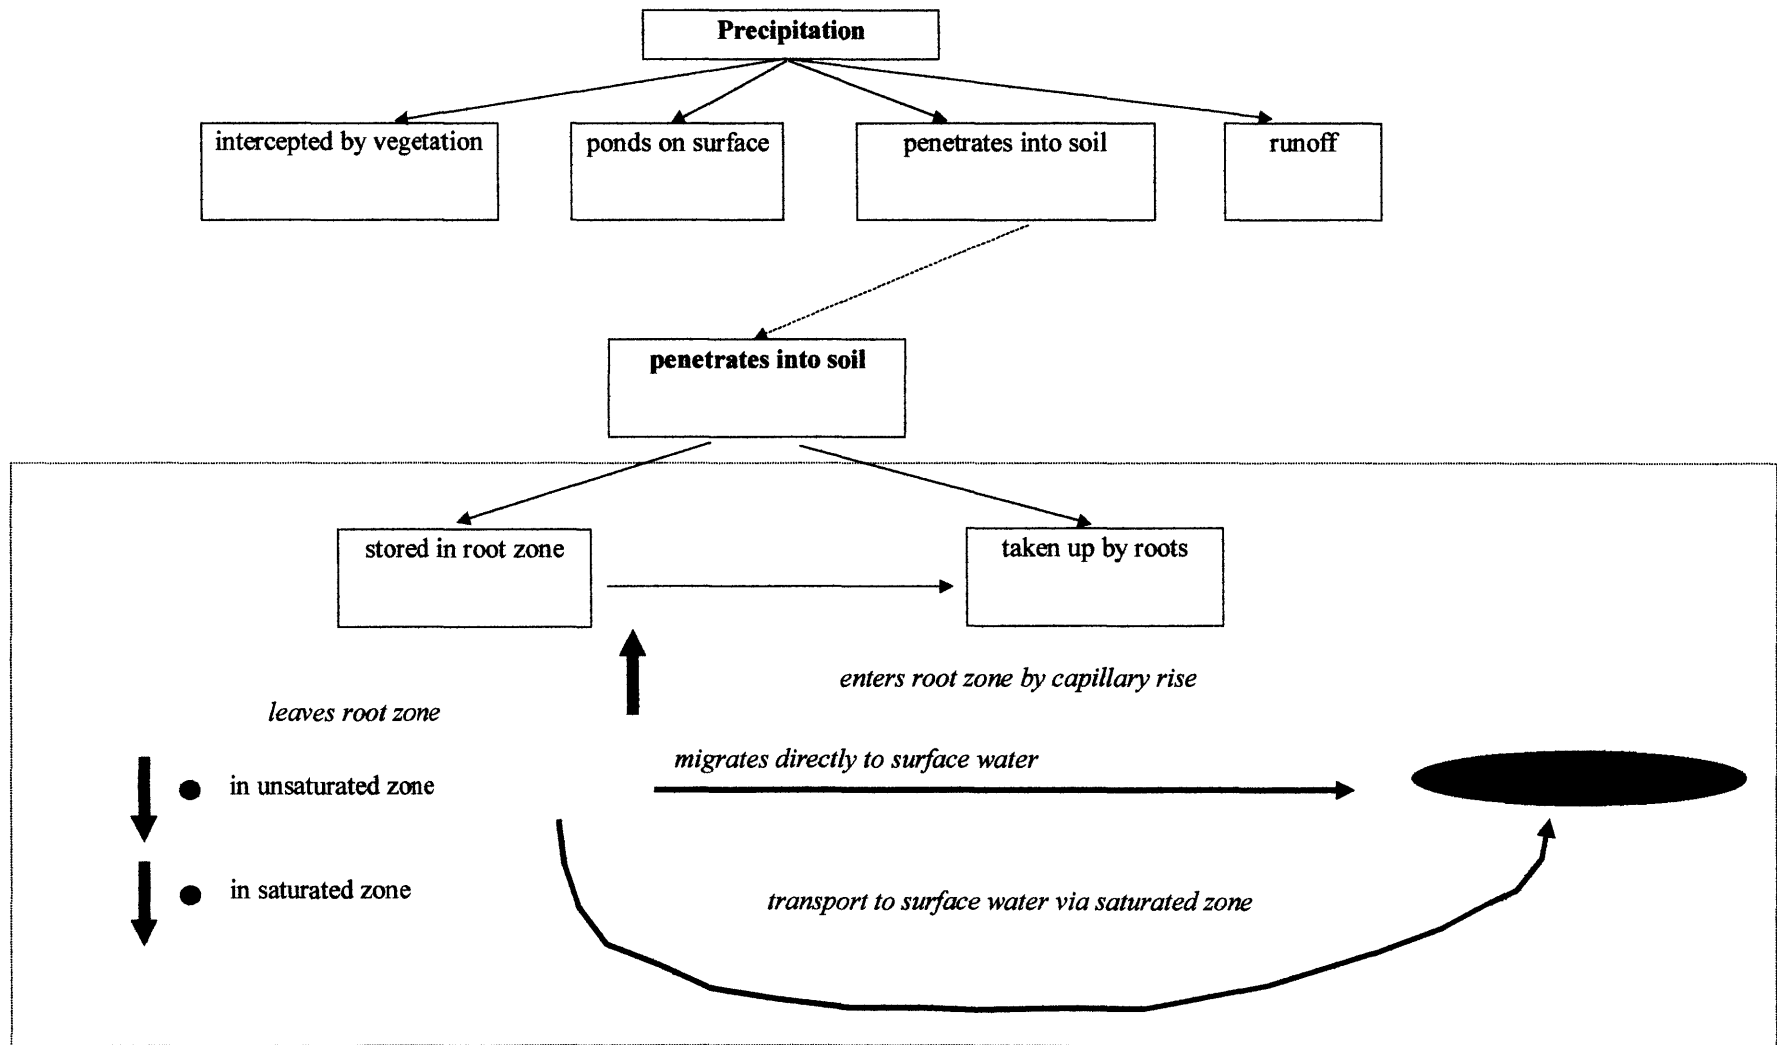 Precipitation
intercepted by vegetation
ponds on surface
penetrates into soil
runoff
penetrates into soil
stored in root zone
taken up by roots
enters root zone by capillary rise
leaves root zone
migrates directly to surface water
in unsaturated zone
in saturated zone
transport to surface water via saturated zone